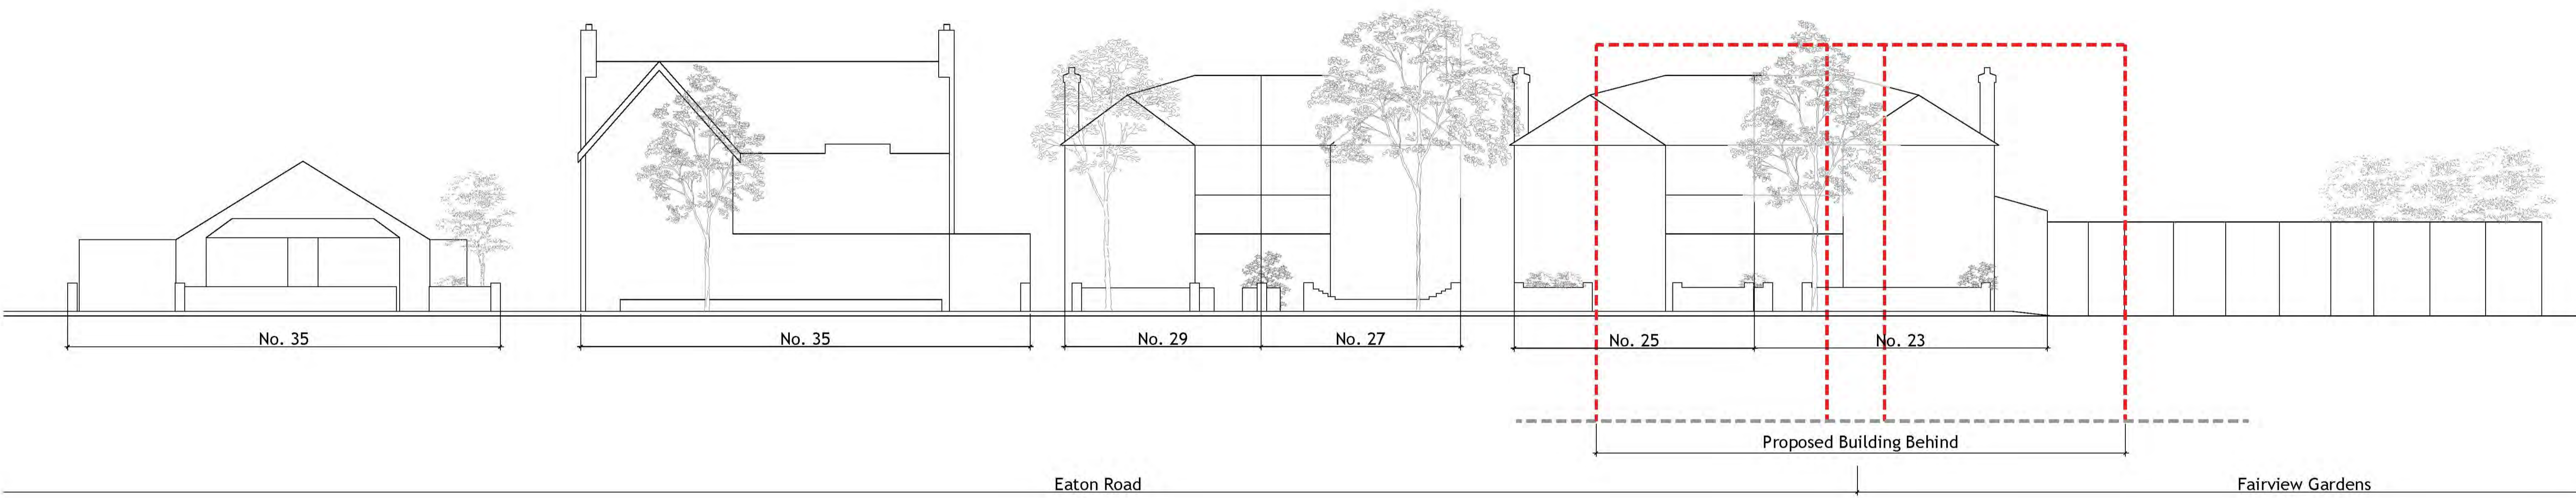 No. 35
No. 35
No. 29
No. 27
No. 25
No. 23
Proposed Building Behind
Eaton Road
Fairview Gardens